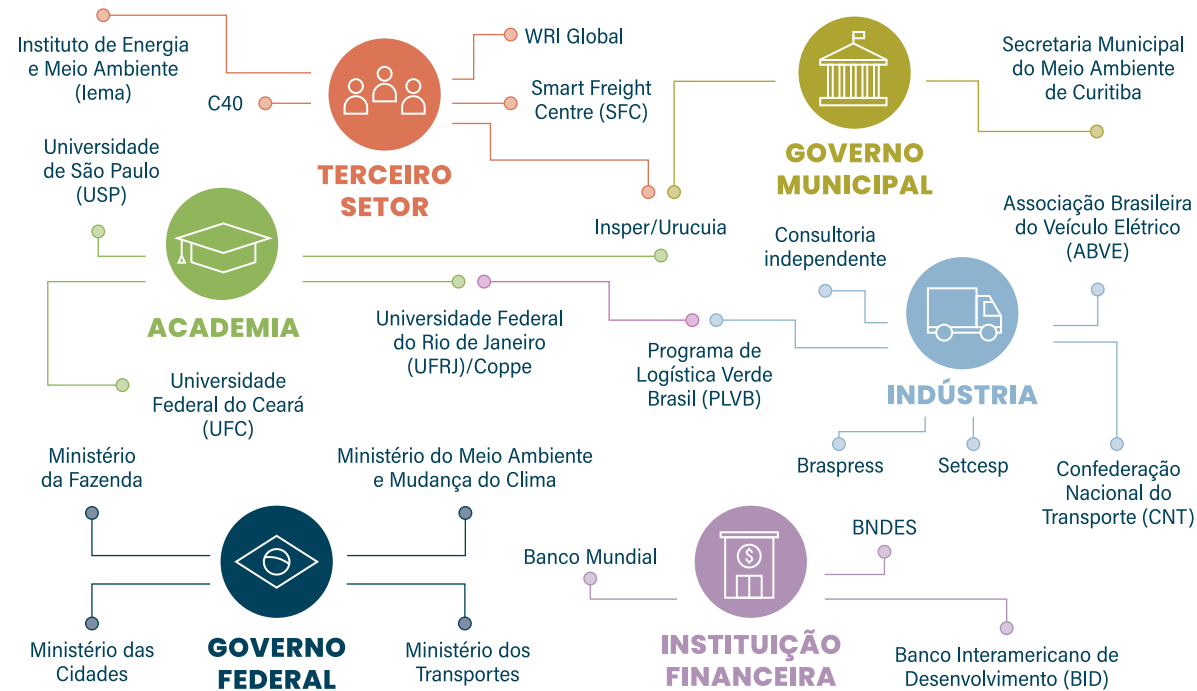 Instituto de Energia
e Meio Ambiente
(Iema)
C40
WRI Global
Smart Freight
Centre (SFC)
TERCEIRO
SETOR
GOVERNO
MUNICIPAL
Secretaria Municipal
do Meio Ambiente
de Curitiba
Universidade
de São Paulo
(USP)
Insper/Urucuia
ACADEMIA
Universidade Federal
do Rio de Janeiro
(UFRJ)/Coppe
Universidade
Federal do Ceará
(UFC)
Consultoria
independente
Associação Brasileira
do Veículo Elétrico
(ABVE)
Programa de
Logística Verde
Brasil (PLVB)
INDÚSTRIA
Braspress
Setcesp
Confederação
Nacional do
Transporte (CNT)
Ministério
da Fazenda
Ministério do Meio Ambiente
e Mudança do Clima
Ministério das
Cidades
GOVERNO
FEDERAL
Ministério dos
Transportes
Banco Mundial
$
BNDES
INSTITUIÇÃO
FINANCEIRA
Banco Interamericano de
Desenvolvimento (BID)